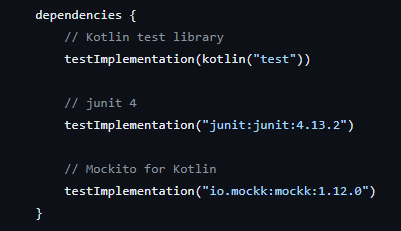 dependencies {
// Kotlin test library
testImplementation(kotlin("test"))
// junit 4
testImplementation("junit:junit:4.13.2")
// Mockito for Kotlin
testImplementation("io.mockk:mockk:1.12.0")
}